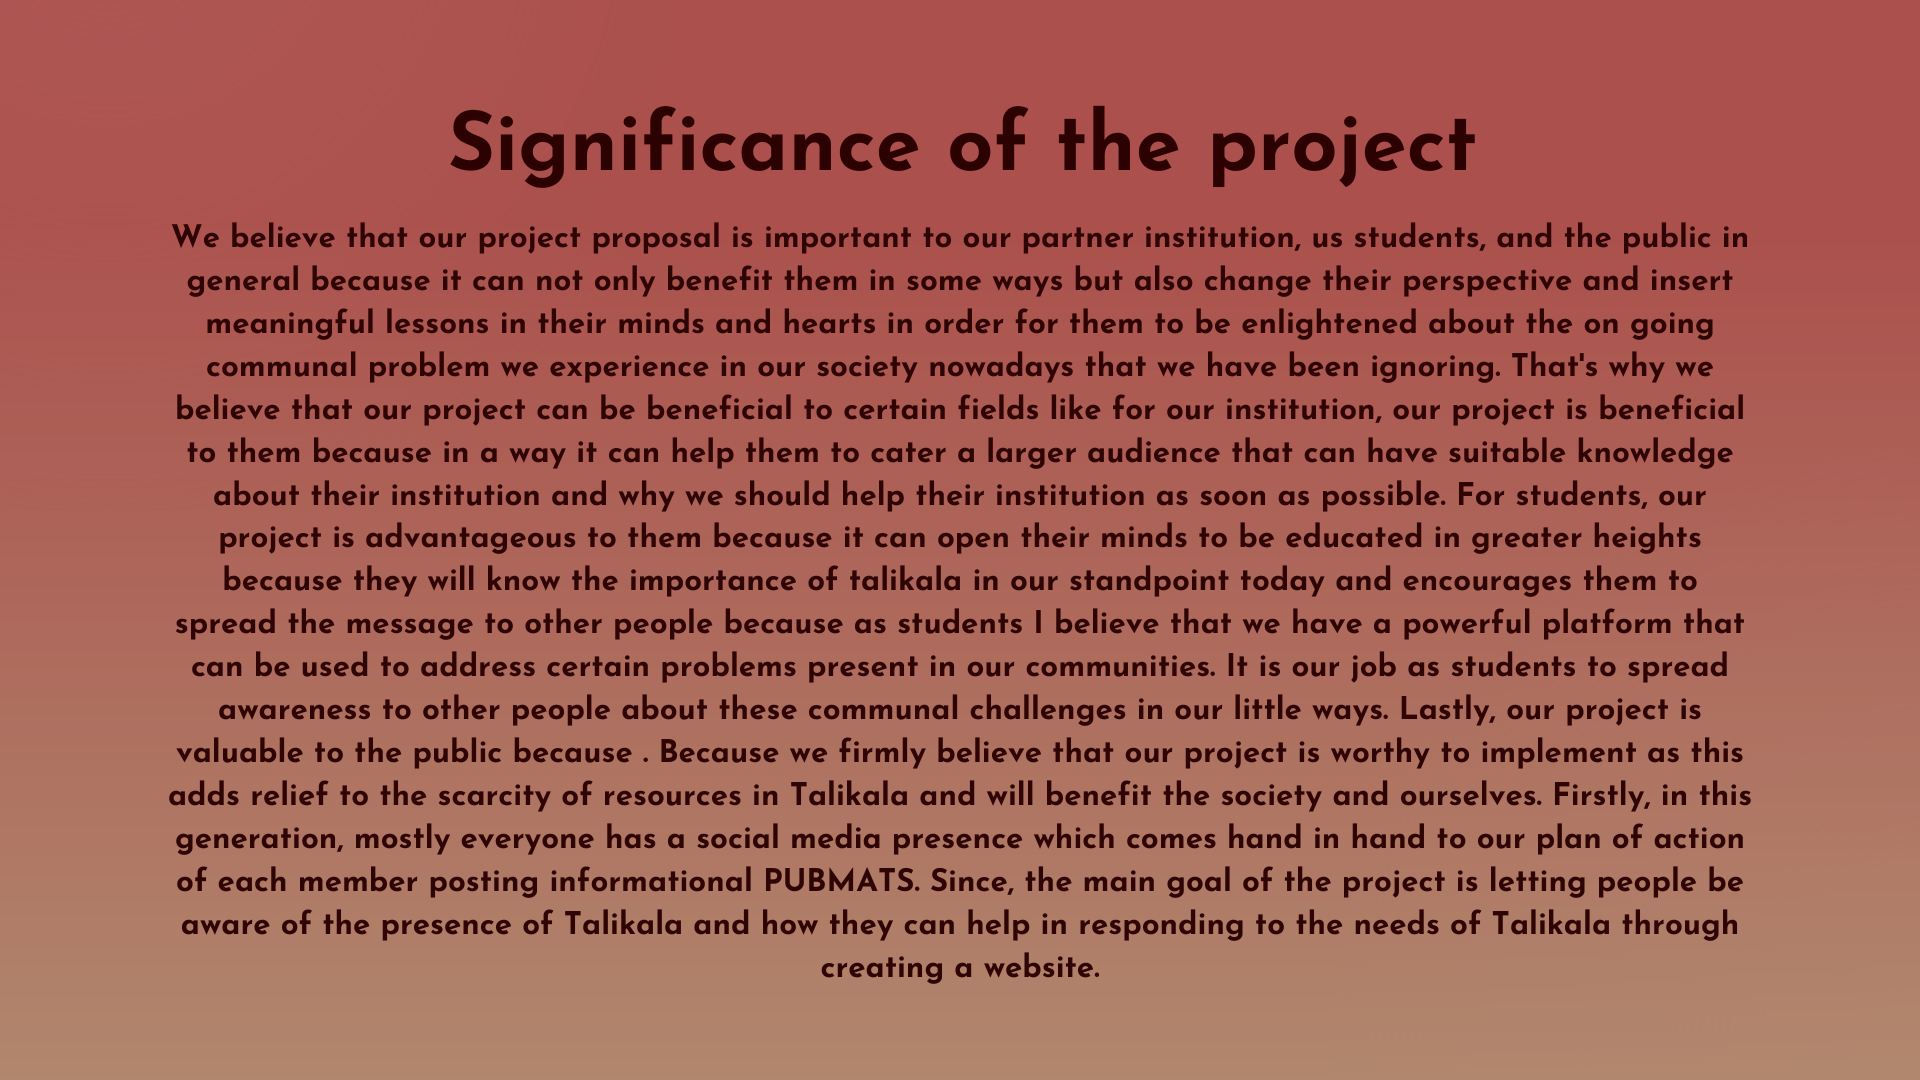 Significance of the project
We believe that our project proposal is important to our partner institution, us students, and the public in
general because it can not only benefit them in some ways but also change their perspective and insert
meaningful lessons in their minds and hearts in order for them to be enlightened about the on going
communal problem we experience in our society nowadays that we have been ignoring. That's why we
believe that our project can be beneficial to certain fields like for our institution, our project is beneficial
to them because in a way it can help them to cater a larger audience that can have suitable knowledge
about their institution and why we should help their institution as soon as possible. For students, our
project is advantageous to them because it can open their minds to be educated in greater heights
because they will know the importance of talikala in our standpoint today and encourages them to
spread the message to other people because as students I believe that we have a powerful platform that
can be used to address certain problems present in our communities. It is our job as students to spread
awareness to other people about these communal challenges in our little ways. Lastly, our project is
valuable to the public because . Because we firmly believe that our project is worthy to implement as this
adds relief to the scarcity of resources in Talikala and will benefit the society and ourselves. Firstly, in this
generation, mostly everyone has a social media presence which comes hand in hand to our plan of action
of each member posting informational PUBMATS. Since, the main goal of the project is letting people be
aware of the presence of Talikala and how they can help in responding to the needs of Talikala through
creating a website.